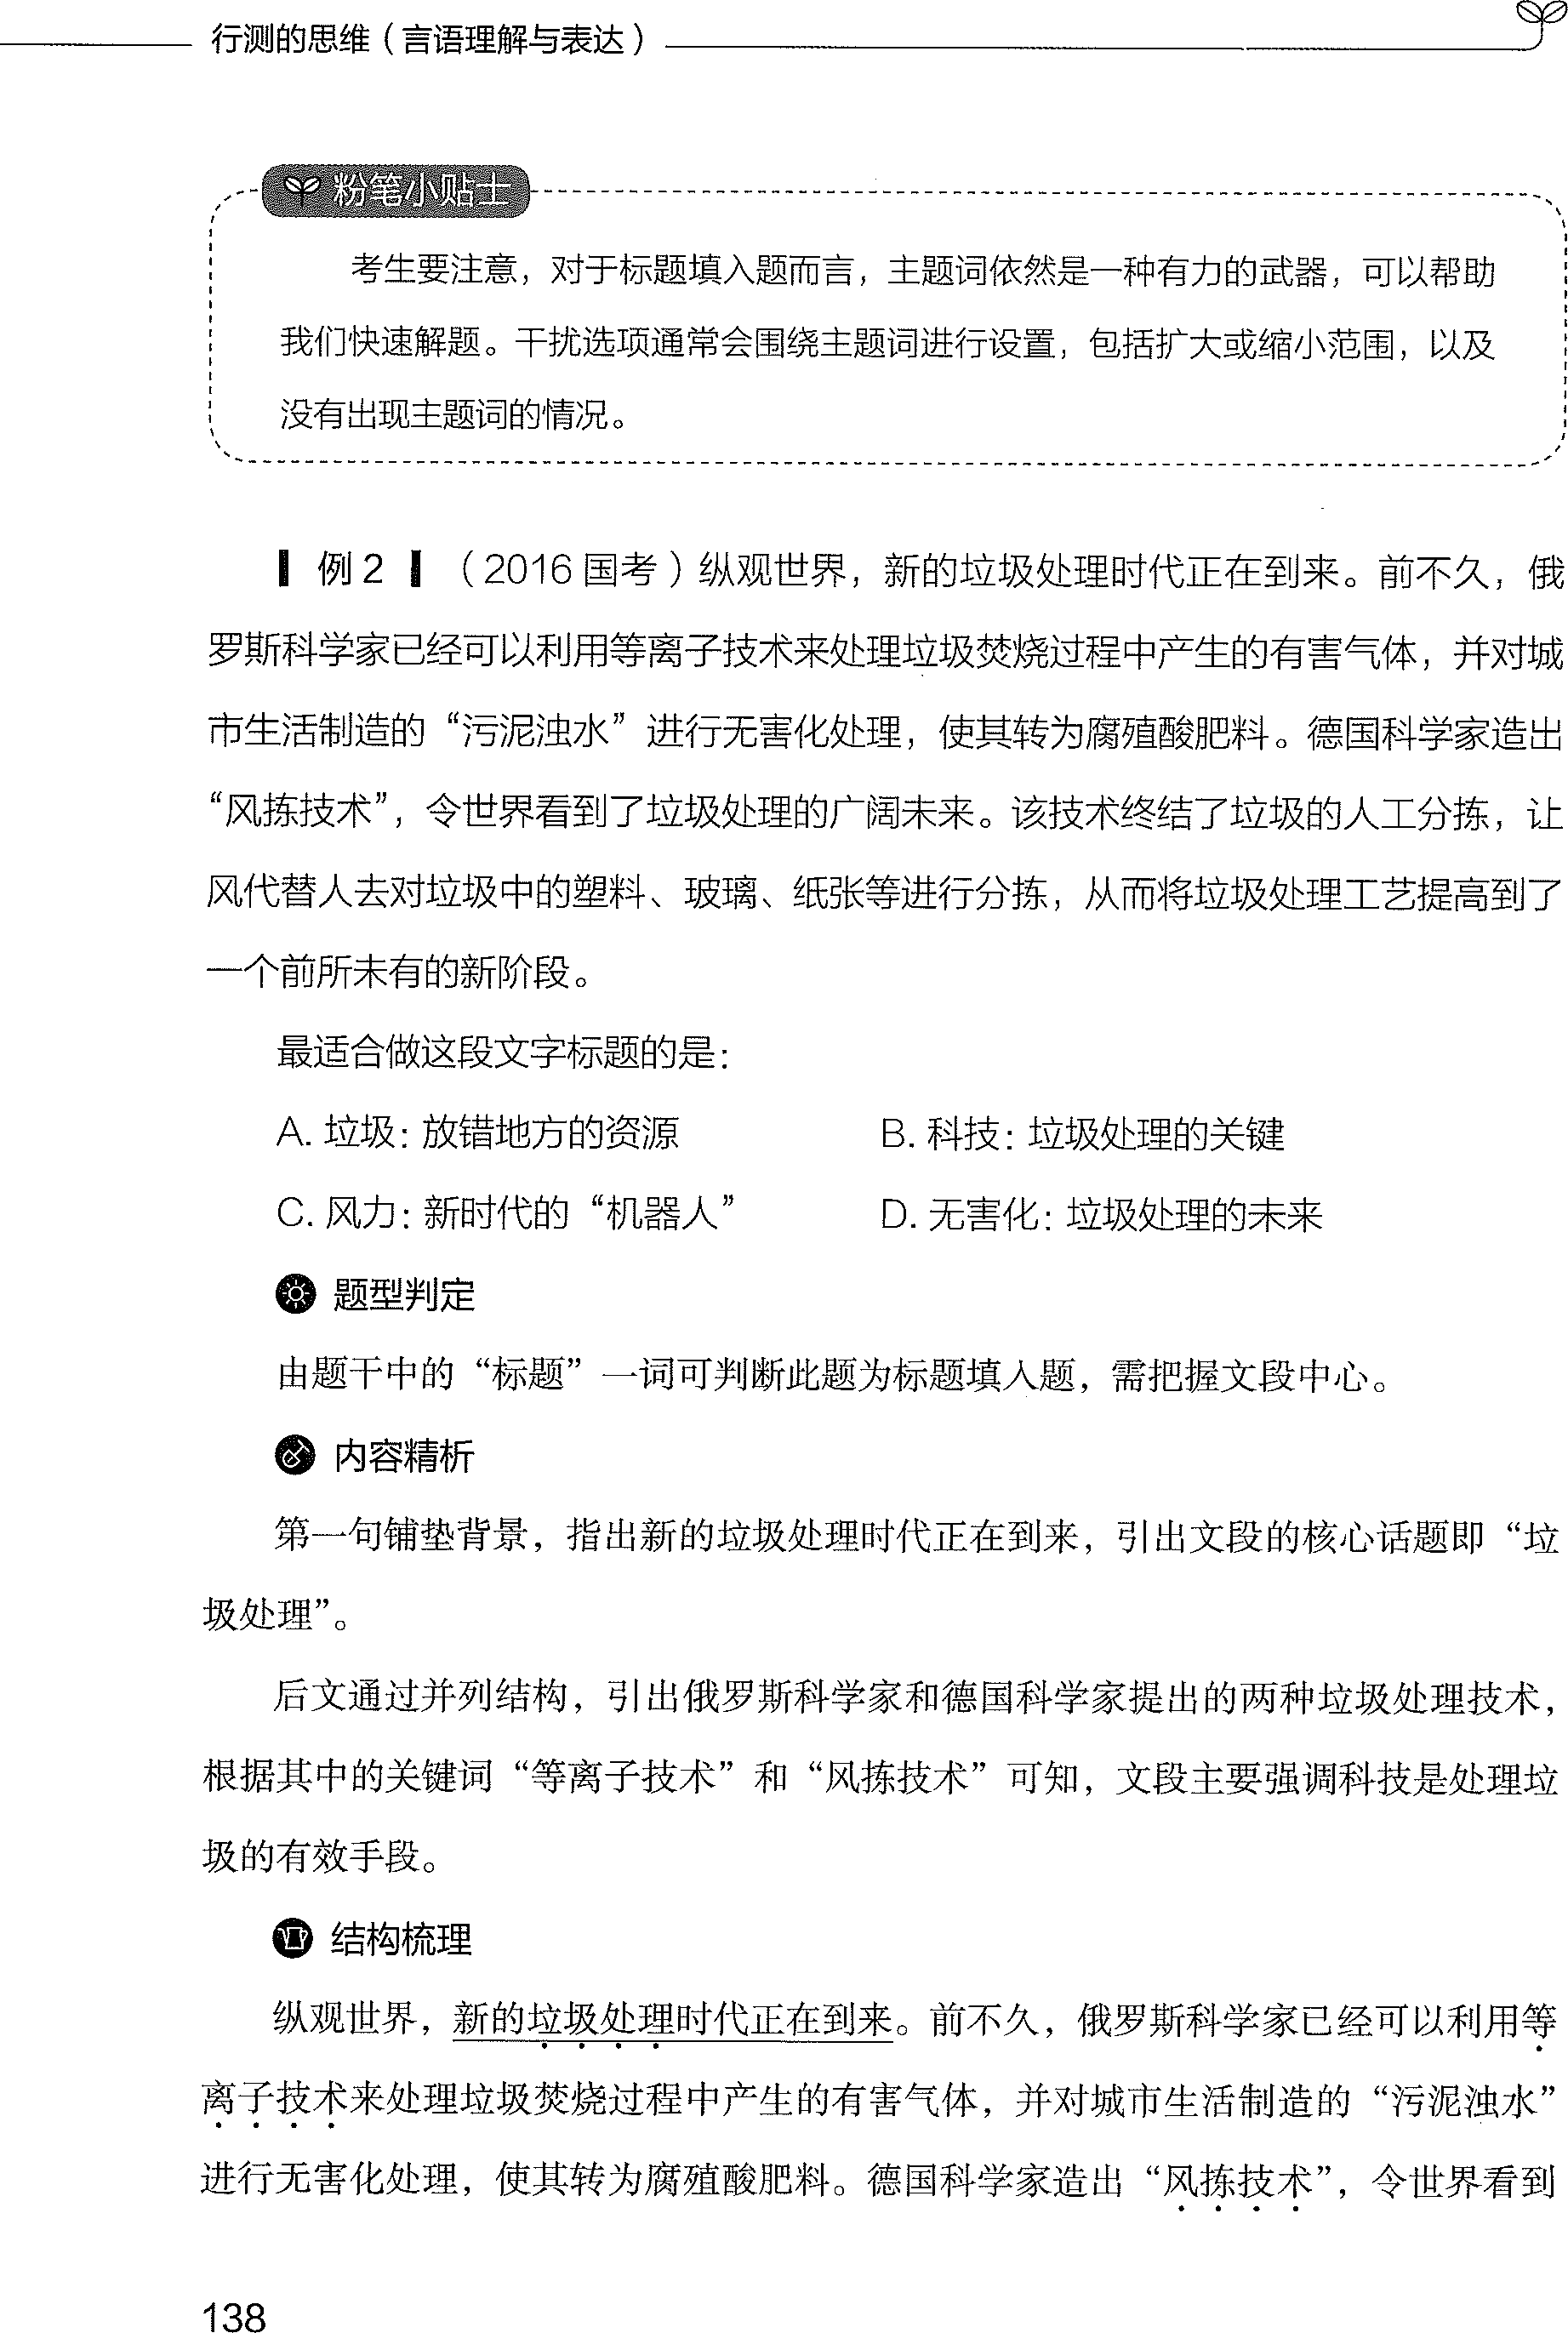 行测的思维（言语理解与表达）
粉笔小贴士
考生要注意，对于标题填入题而言，主题词依然是一种有力的武器，可以帮助
我们快速解题。干扰选项通常会围绕主题词进行设置，包括扩大或缩小范围，以及
没有出现主题词的情况。
例2 （2016国考）纵观世界，新的垃圾处理时代正在到来。前不久，俄
罗斯科学家已经可以利用等离子技术来处理垃圾焚烧过程中产生的有害气体，并对城
市生活制造的“污泥浊水”进行无害化处理，使其转为腐殖酸肥料。德国科学家造出
“风拣技术”，令世界看到了垃圾处理的广阔未来。该技术终结了垃圾的人工分拣，让
风代替人去对垃圾中的塑料、玻璃、纸张等进行分拣，从而将垃圾处理工艺提高到了
一个前所未有的新阶段。
最适合做这段文字标题的是：
A. 垃圾：放错地方的资源 B. 科技：垃圾处理的关键
C. 风力：新时代的“机器人” D. 无害化：垃圾处理的未来
题型判定
由题干中的“标题”一词可判断此题为标题填入题，需把握文段中心。
内容精析
第一句铺垫背景，指出新的垃圾处理时代正在到来，引出文段的核心话题即“垃
圾处理”。
后文通过并列结构，引出俄罗斯科学家和德国科学家提出的两种垃圾处理技术，
根据其中的关键词“等离子技术”和“风拣技术”可知，文段主要强调科技是处理垃
圾的有效手段。
结构梳理
纵观世界，新的垃圾处理时代正在到来。前不久，俄罗斯科学家已经可以利用等
离子技术来处理垃圾焚烧过程中产生的有害气体，并对城市生活制造的“污泥浊水”
进行无害化处理，使其转为腐殖酸肥料。德国科学家造出“风拣技术”，令世界看到
138